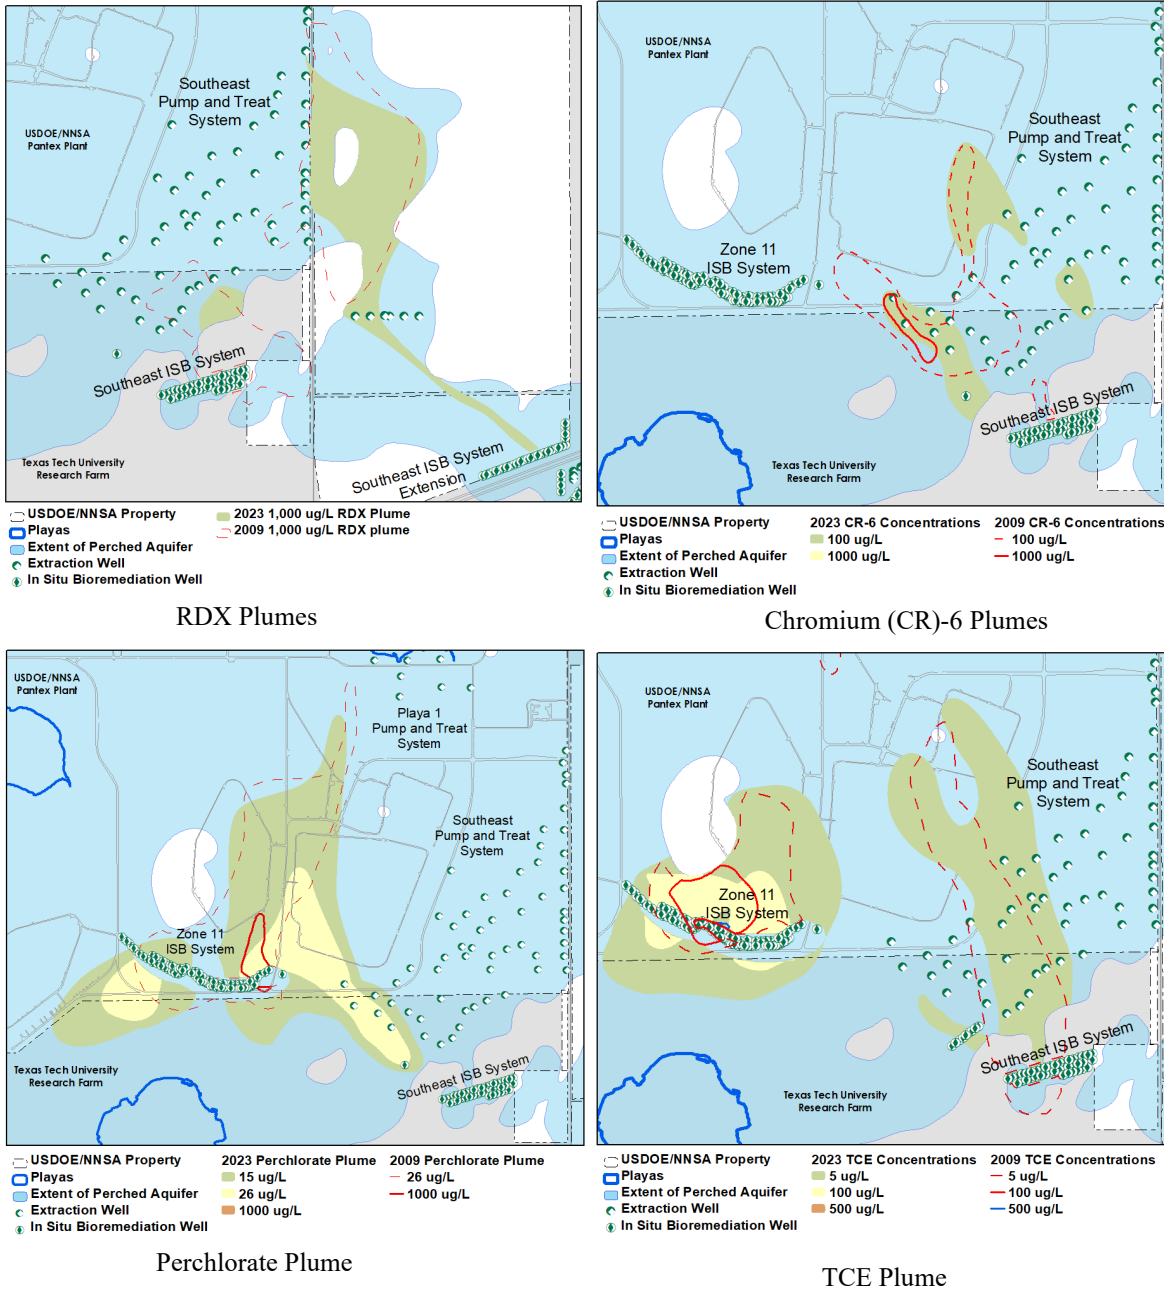 Southeast
Pump and Treat
System
USDOE/NNSA
Pantex Plant
Southeast ISB System
Texas Tech University
Research Farm
Southeast ISB System
Extension
USDOE/NNSA Property
Playas
Extent of Perched Aquifer
Extraction Well
In Situ Bioremediation Well
2023 1,000 ug/L RDX Plume
2009 1,000 ug/L RDX plume
RDX Plumes
USDOE/NNSA
Pantex Plant
Southeast
Pump and Treat
System
Zone 11
ISB System
Southeast ISB System
Texas Tech University
Research Farm
USDOE/NNSA Property
Playas
Extent of Perched Aquifer
Extraction Well
In Situ Bioremediation Well
2023 CR-6 Concentrations
100 ug/L
1000 ug/L
2009 CR-6 Concentrations
100 ug/L
1000 ug/L
Chromium (CR)-6 Plumes
USDOE/NNSA
Pantex Plant
Playa 1
Pump and Treat
System
Southeast
Pump and Treat
System
Zone 11
ISB System
Texas Tech University
Research Farm
Southeast ISB System
USDOE/NNSA Property
Playas
Extent of Perched Aquifer
Extraction Well
In Situ Bioremediation Well
2023 Perchlorate Plume
15 ug/L
26 ug/L
1000 ug/L
2009 Perchlorate Plume
26 ug/L
1000 ug/L
Perchlorate Plume
USDOE/NNSA
Pantex Plant
Southeast
Pump and Treat
System
Zone 11
ISB System
Southeast ISB System
Texas Tech University
Research Farm
USDOE/NNSA Property
Playas
Extent of Perched Aquifer
Extraction Well
In Situ Bioremediation Well
2023 TCE Concentrations
5 ug/L
100 ug/L
500 ug/L
2009 TCE Concentrations
5 ug/L
100 ug/L
500 ug/L
TCE Plume